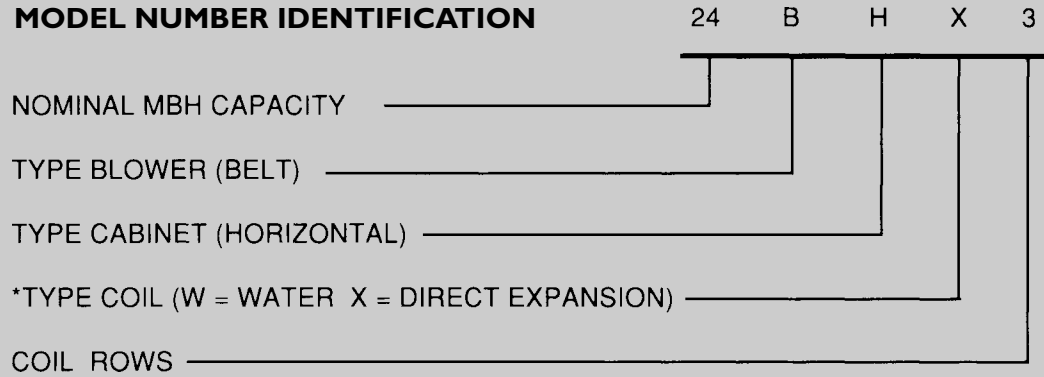 MODEL NUMBER IDENTIFICATION 24 B H X 3
NOMINAL MBH CAPACITY
TYPE BLOWER (BELT)
TYPE CABINET (HORIZONTAL)
*TYPE COIL (W = WATER X = DIRECT EXPANSION)
COIL ROWS